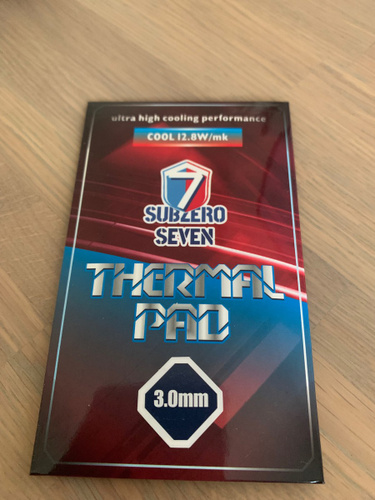 ultra high cooling performance
COOL 12.8W/mk
7
SUBZERO
SEVEN
THERMAL
PAD
3.0mm